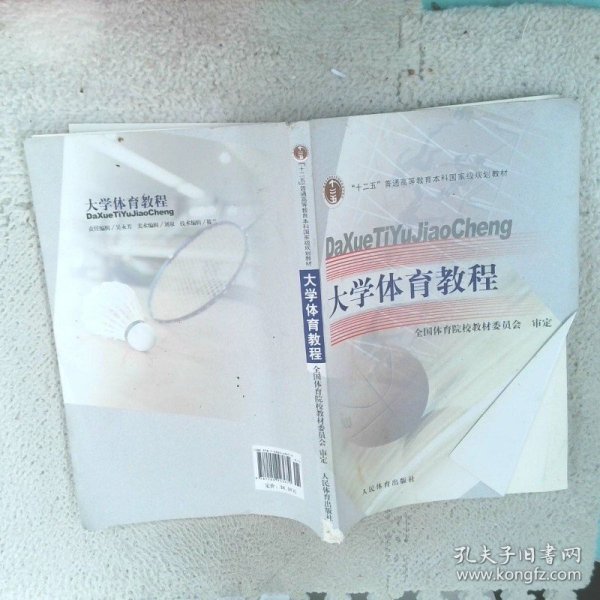 大学体育教程
DaXueTiYuJiaoCheng
"十二五"普通高等教育本科国家级规划教材
大学体育教程
全国体育院校教材委员会 审定
人民体育出版社
"十二五"普通高等教育本科国家级规划教材
DaXueTiYuJiaoCheng
大学体育教程
全国体育院校教材委员会 审定
人民体育出版社
孔夫子旧书网
www.kongfz.com